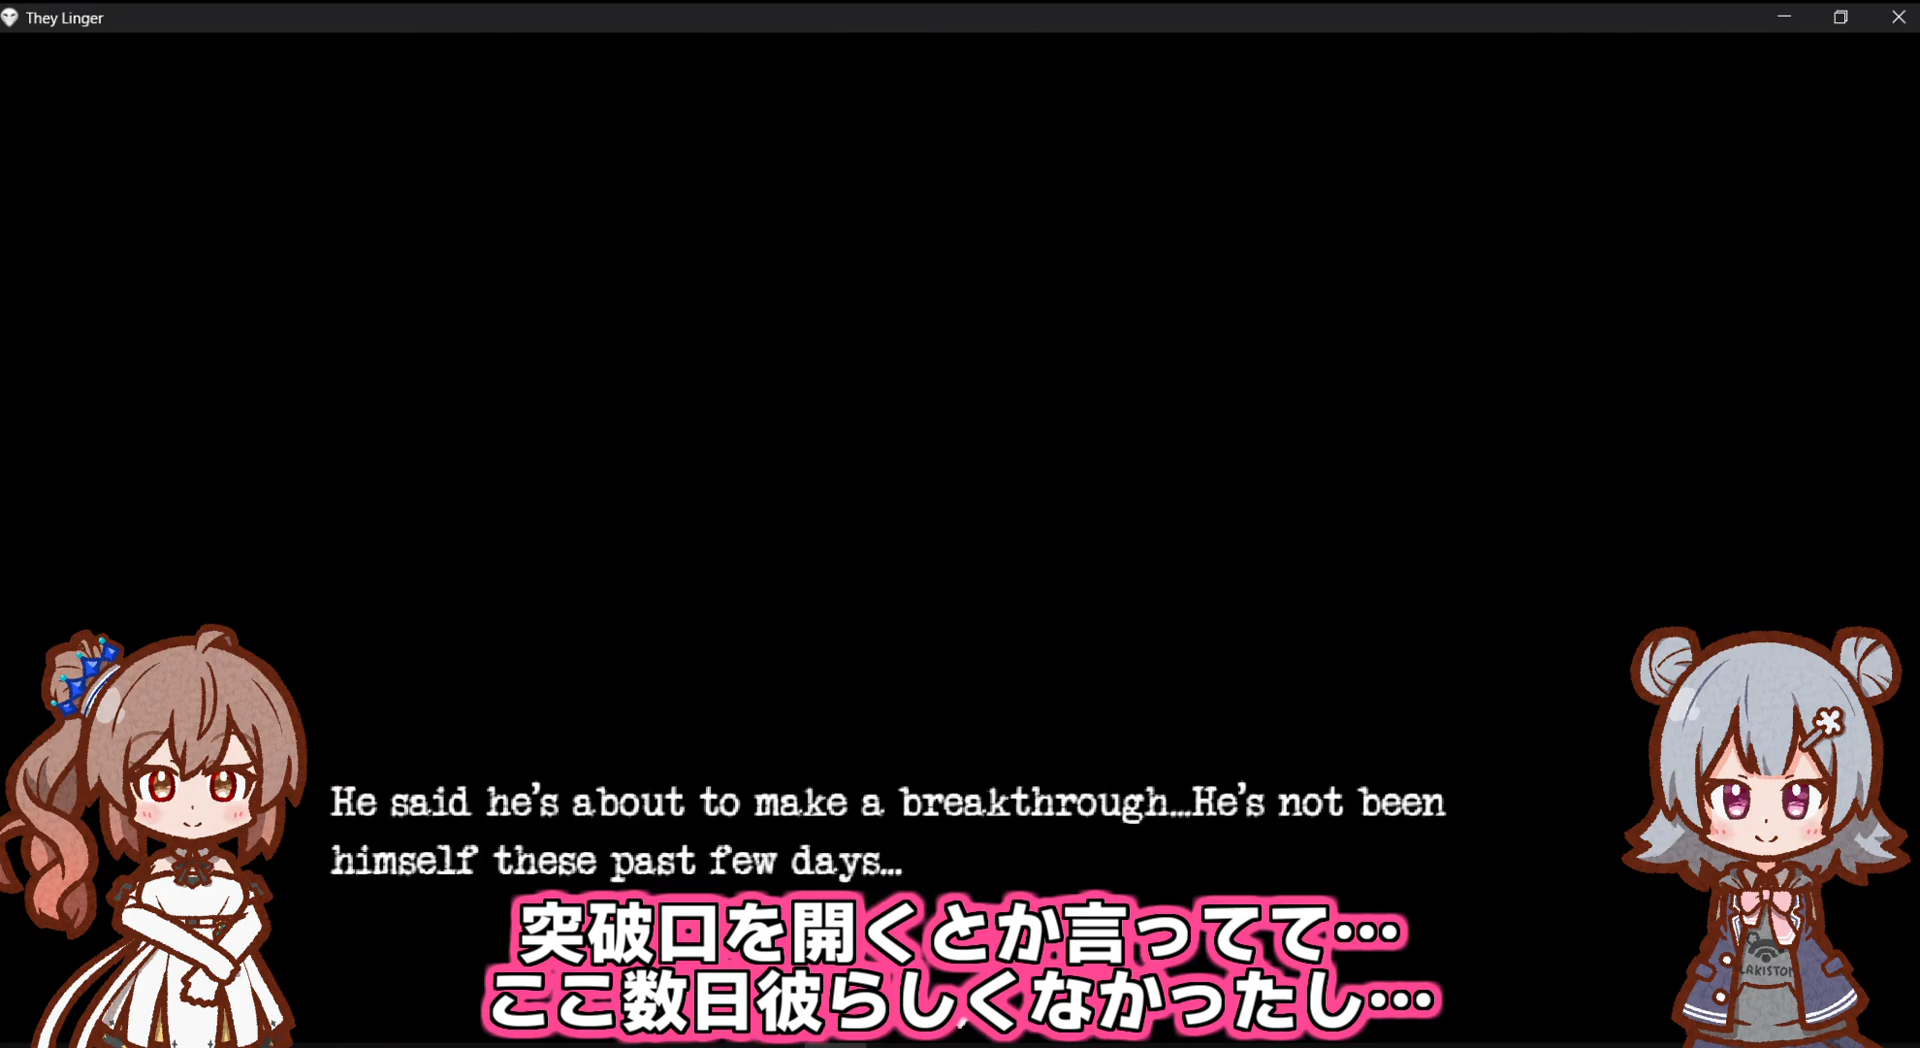 They Linger
He said he's about to make a breakthrough...He's not been
himself these past few days...
突破口を開くとか言ってて…
ここ数日彼らしくなかったし…
LAKISTON